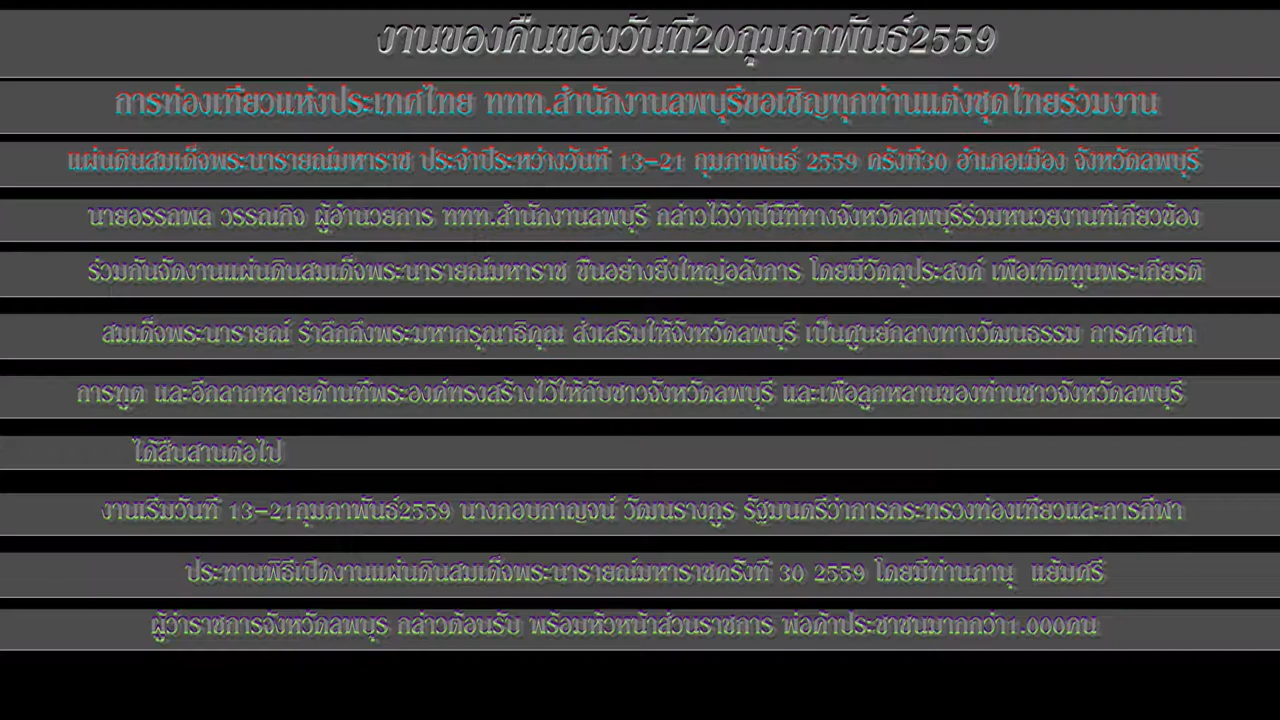 งานของคืนของวันที่20กุมภาพันธ์2559
การท่องเที่ยวแห่งประเทศไทย ททท.สำนักงานลพบุรีขอเชิญทุกท่านแต่งชุดไทยร่วมงาน
แผ่นดินสมเด็จพระนารายณ์มหาราช ประจำปีระหว่างวันที่ 13-21 กุมภาพันธ์ 2559 ครั้งที่30 อำเภอเมือง จังหวัดลพบุรี
นายอรรถพล วรรณกิจ ผู้อำนวยการ ททท.สำนักงานลพบุรี กล่าวไว้ว่าปีนี้ที่ทางจังหวัดลพบุรีร่วมหนวยงานที่เกี่ยวข้อง
ร่วมกันจัดงานแผ่นดินสมเด็จพระนารายณ์มหาราช ขึ้นอย่างยิ่งใหญ่อลังการ โดยมีวัตถุประสงค์ เพื่อเทิดทูนพระเกียรติ
สมเด็จพระนารายณ์ รำลึกถึงพระมหากรุณาธิคุณ ส่งเสริมให้จังหวัดลพบุรี เป็นศูนย์กลางทางวัฒนธรรม การศาสนา
การทูต และอีกลากหลายด้านที่พระองค์ทรงสร้างไว้ให้กับชาวจังหวัดลพบุรี และเพื่อลูกหลานของท่านชาวจังหวัดลพบุรี
ได้สืบสานต่อไป
งานเริ่มวันที่ 13-21กุมภาพันธ์2559 นางกอบกาญจน์ วัฒนรางกูร รัฐมนตรีว่าการกระทรวงท่องเที่ยวและการกีฬา
ประทานพิธีเปิดงานแผ่นดินสมเด็จพระนารายณ์มหาราชครั้งที่ 30 2559 โดยมีท่านภานุ แย้มศรี
ผู้ว่าราชการจังหวัดลพบุร กล่าวต้อนรับ พร้อมหัวหน้าส่วนราชการ พ่อค้าประชาชนมากกว่า1.000คน